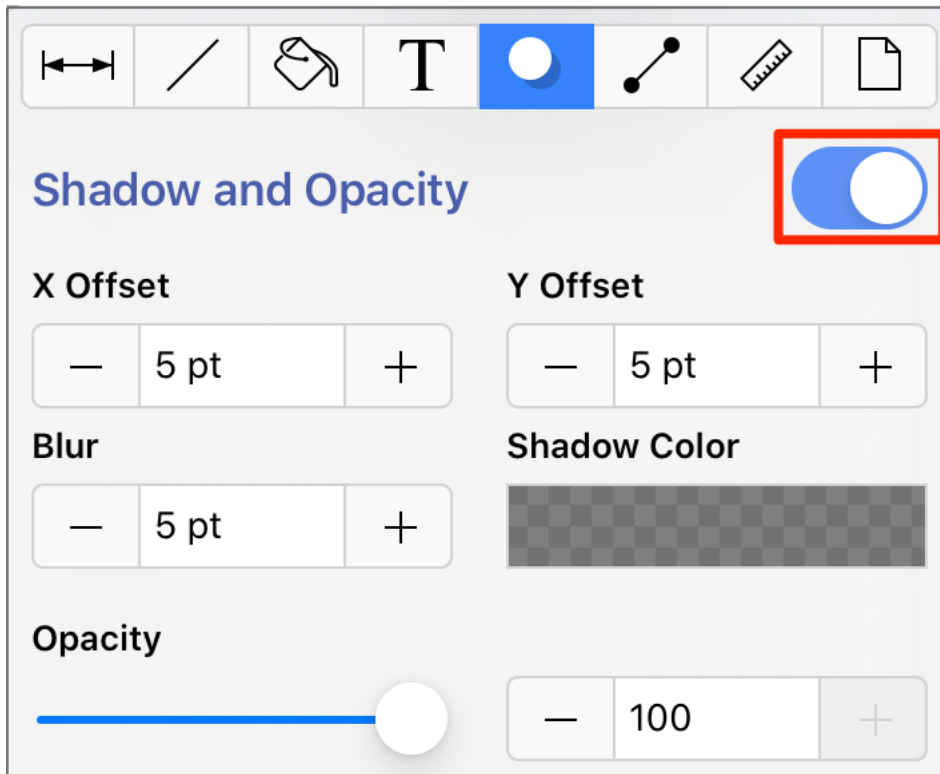 T
Shadow and Opacity
X Offset Y Offset
— 5 pt + — 5 pt +
Blur Shadow Color
— 5 pt +
Opacity
— 100 +